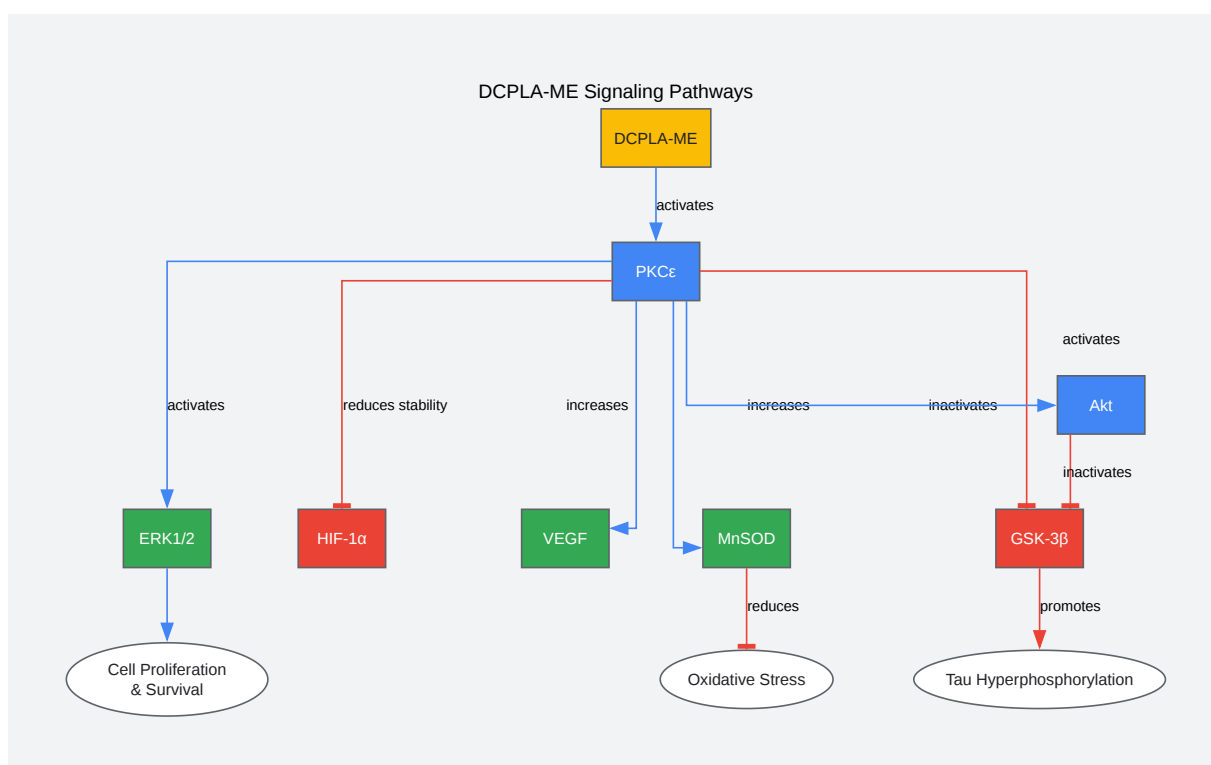 DCPLA-ME Signaling Pathways
DCPLA-ME
activates
PKCε
activates
Akt
activates
reduces stability
increases
increases
inactivates
inactivates
ERK1/2
HIF-1α
VEGF
MnSOD
GSK-3β
reduces
promotes
Cell Proliferation
& Survival
Oxidative Stress
Tau Hyperphosphorylation